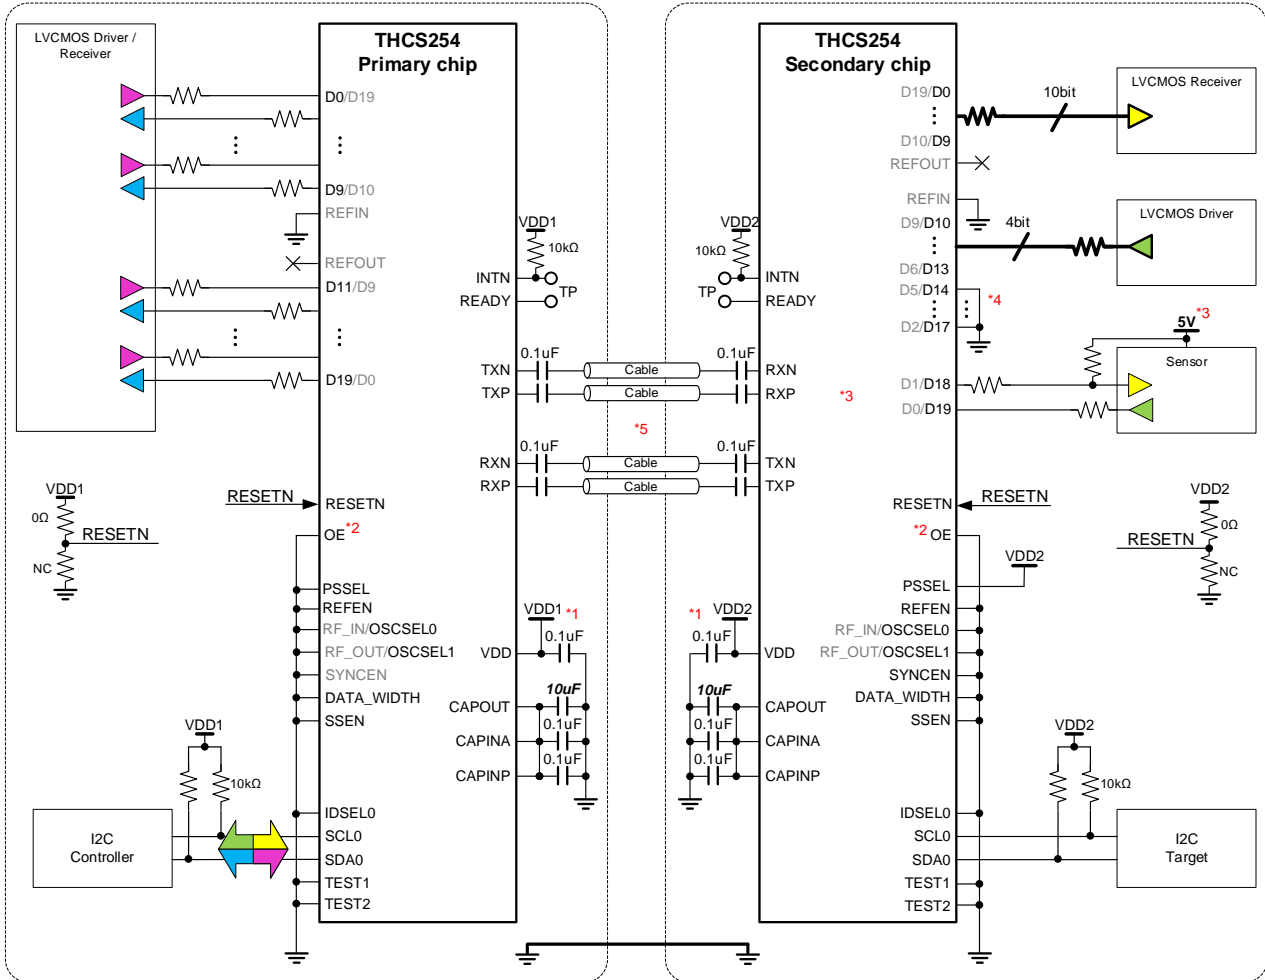 LVCMOS Driver /
Receiver
THCS254
Primary chip
D0/D19
D9/D10
REFIN
REFOUT
D11/D9
D19/D0
VDD1
10kΩ
INTN
READY
TP
0.1uF
TXN
TXP
Cable
Cable
0.1uF
RXN
RXP
Cable
Cable
*5
VDD1
0Ω
RESETN
NC
RESETN
RESETN
OE *2
PSSEL
REFEN
RF_IN/OSCSEL0
RF_OUT/OSCSEL1
SYNCEN
DATA_WIDTH
SSEN
VDD1 *1
0.1uF
VDD
10uF
CAPOUT
0.1uF
CAPINA
0.1uF
CAPINP
VDD1
10kΩ
I2C
Controller
IDSEL0
SCL0
SDA0
TEST1
TEST2
THCS254
Secondary chip
D19/D0
D10/D9
REFOUT
REFIN
D9/D10
D6/D13
D5/D14
D2/D17
*4
10bit
LVCMOS Receiver
4bit
LVCMOS Driver
VDD2
10kΩ
TP
INTN
READY
0.1uF
RXN
RXP
*3
0.1uF
TXN
TXP
5V *3
Sensor
D1/D18
D0/D19
RESETN
RESETN
*2 OE
VDD2
PSSEL
REFEN
RF_IN/OSCSEL0
RF_OUT/OSCSEL1
SYNCEN
DATA_WIDTH
SSEN
VDD2
0Ω
RESETN
NC
*1 VDD2
0.1uF
VDD
10uF
CAPOUT
0.1uF
CAPINA
0.1uF
CAPINP
VDD2
10kΩ
IDSEL0
SCL0
SDA0
TEST1
TEST2
I2C
Target